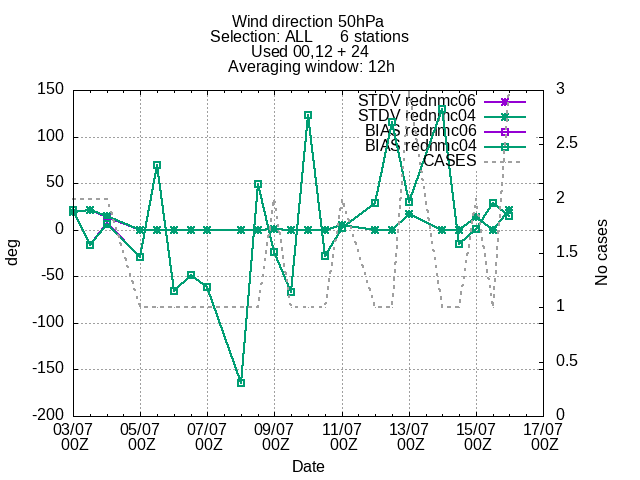 Wind direction 50hPa
Selection: ALL 6 stations
Used 00,12 + 24
Averaging window: 12h
STDV rednmc06
STDV rednmc04
BIAS rednmc06
BIAS rednmc04
CASES
150
100
50
0
-50
-100
-150
-200
deg
3
2.5
2
1.5
1
0.5
0
No cases
03/07 05/07 07/07 09/07 11/07 13/07 15/07 17/07
00Z 00Z 00Z 00Z 00Z 00Z 00Z 00Z
Date